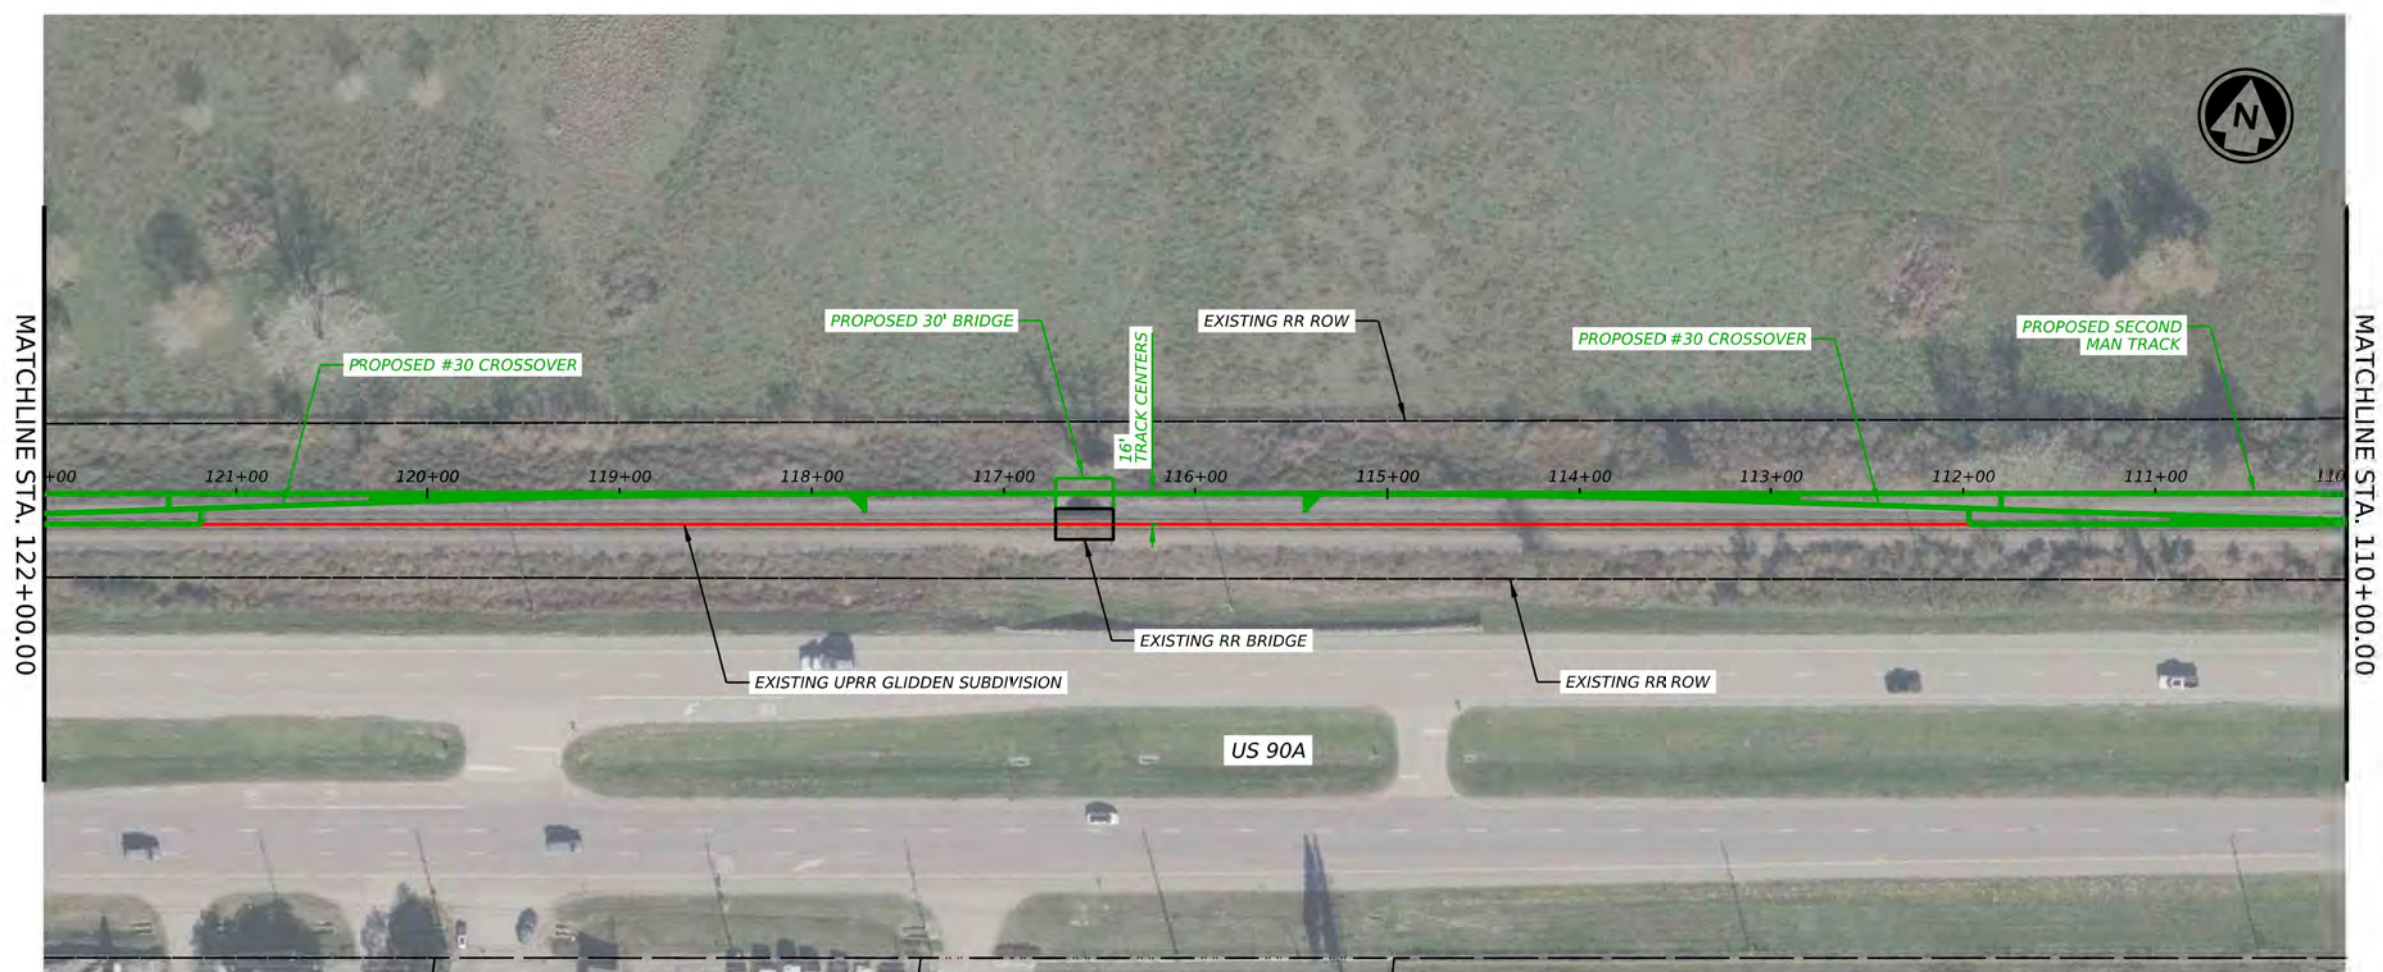 N
PROPOSED 30' BRIDGE
EXISTING RR ROW
PROPOSED #30 CROSSOVER
PROPOSED SECOND
MAN TRACK
PROPOSED #30 CROSSOVER
16'
TRACK CENTERS
MATCHLINE STA. 122+00.00
MATCHLINE STA. 110+00.00
+00
121+00
120+00
119+00
118+00
117+00
116+00
115+00
114+00
113+00
112+00
111+00
110
EXISTING RR BRIDGE
EXISTING UPRR GLIDDEN SUBDIVISION
EXISTING RR ROW
US 90A